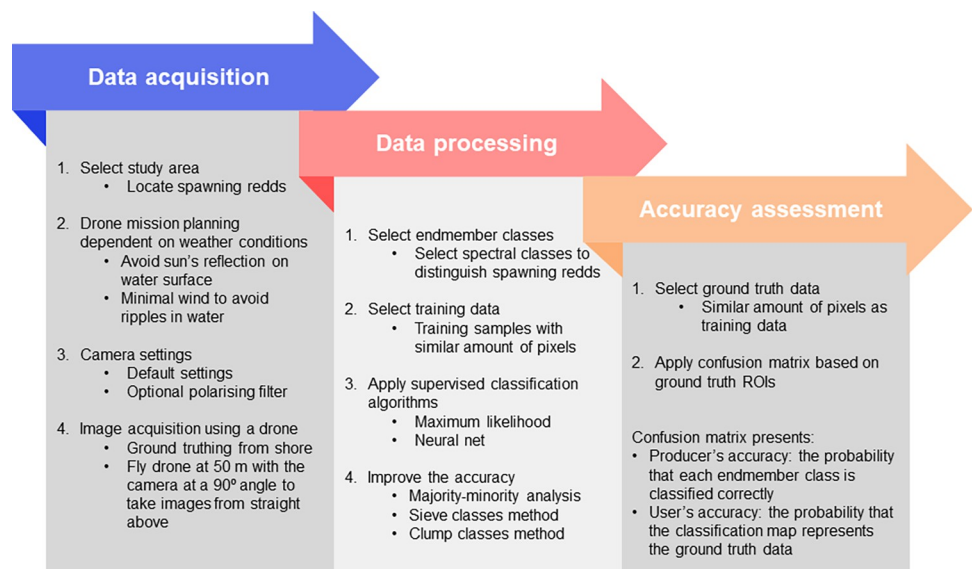 Data acquisition
1. Select study area
• Locate spawning redds
2. Drone mission planning
dependent on weather conditions
• Avoid sun's reflection on
water surface
• Minimal wind to avoid
ripples in water
3. Camera settings
• Default settings
• Optional polarising filter
4. Image acquisition using a drone
• Ground truthing from shore
• Fly drone at 50 m with the
camera at a 90º angle to
take images from straight
above
Data processing
1. Select endmember classes
• Select spectral classes to
distinguish spawning redds
2. Select training data
• Training samples with
similar amount of pixels
3. Apply supervised classification
algorithms
• Maximum likelihood
• Neural net
4. Improve the accuracy
• Majority-minority analysis
• Sieve classes method
• Clump classes method
Accuracy assessment
1. Select ground truth data
• Similar amount of pixels as
training data
2. Apply confusion matrix based on
ground truth ROIs
Confusion matrix presents:
• Producer's accuracy: the probability
that each endmember class is
classified correctly
• User's accuracy: the probability that
the classification map represents
the ground truth data